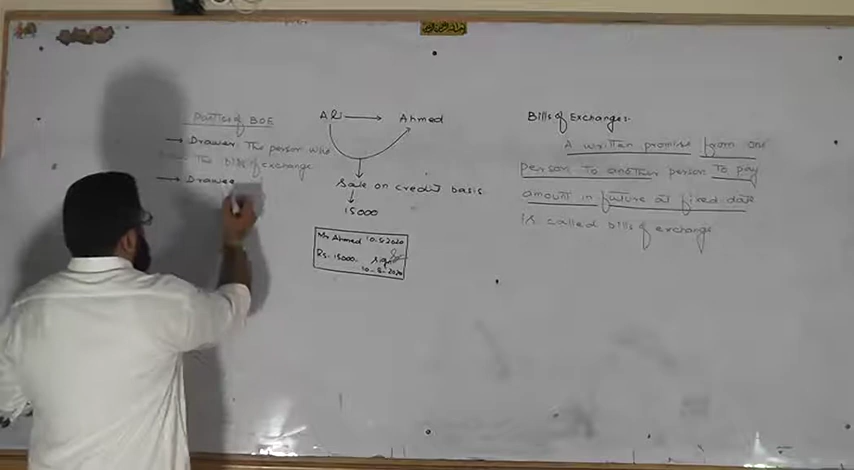 Parties of BOE
→ Drawer: The person who
The bills of exchange
→ Drawee
Ali → Ahmed
Sale on credit basis
15000
Mr Ahmed 10.5.2020
Rs. 15000. sig
10-8-2020
Bills of Exchange:
A written promise from one
person to another person to pay
amount in future at fixed date
is called bills of exchange